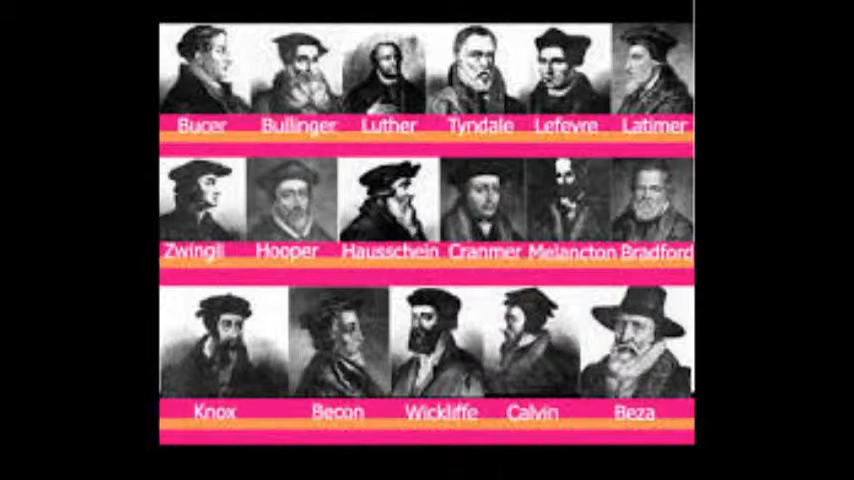 Bucer Bullinger Luther Tyndale Lefevre Latimer
Zwingli Hooper Hausschein Cranmer Melancton Bradford
Knox Becon Wickliffe Calvin Beza